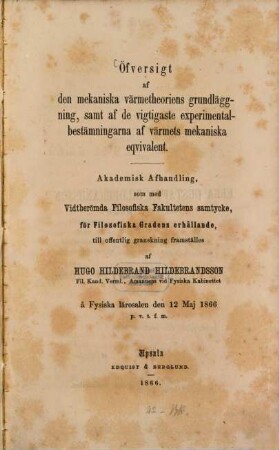 Öfversigt
af
den mekaniska värmetheoriens grundlägg-
ning, samt af de vigtigaste experimental-
bestämningarna af värmets mekaniska
eqvivalent.
Akademisk Afhandling,
som med
Vidtberömda Filosofiska Fakultetens samtycke,
för Filosofiska Gradens erhållande,
till offentlig granskning framställes
af
HUGO HILDEBRAND HILDEBRANDSSON
Fil. Kand. Verml., Amanuens vid Fysiska Kabinettet
å Fysiska lärosalen den 12 Maj 1866
p. v. t. f. m.
Upsala
EDQUIST & BERGLUND.
1866.